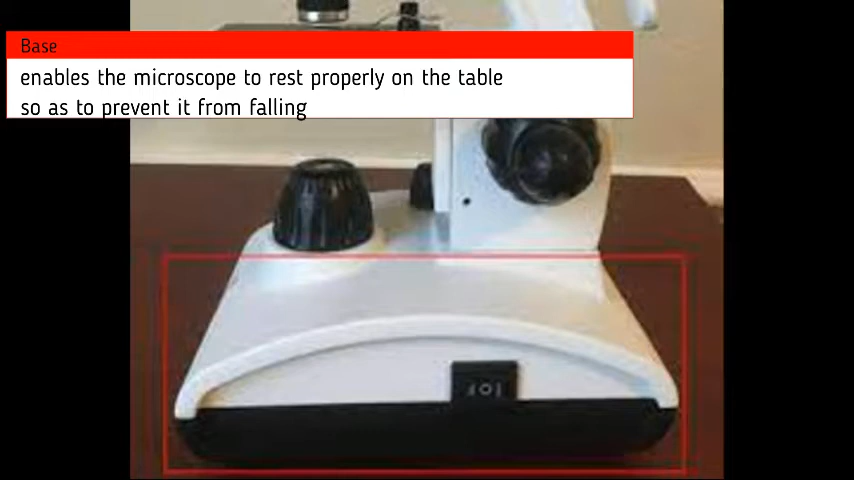 Base
enables the microscope to rest properly on the table
so as to prevent it from falling